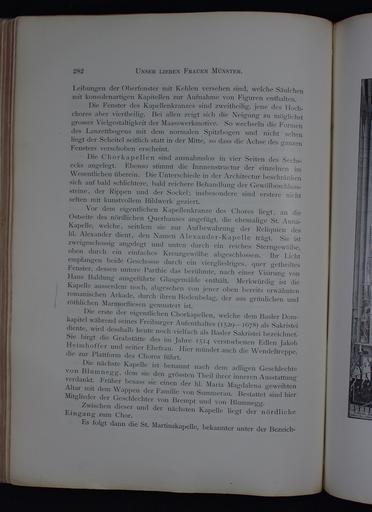 282 UNSER LIEBEN FRAUEN MÜNSTER.
Leibungen der Oberfenster mit Kehlen versehen sind, welche Säulchen
mit konsolenartigen Kapitellen zur Aufnahme von Figuren enthalten.
Die Fenster des Kapellenkranzes sind zweitheilig, jene des Hoch-
chores aber viertheilig. Bei allen zeigt sich die Neigung zu möglichst
grosser Vielgestaltigkeit der Masswerkmotive. So wechseln die Formen
des Lanzettbogens mit dem normalen Spitzbogen und nicht selten
liegt der Scheitel seitlich statt in der Mitte, so dass die Achse des ganzen
Fensters verschoben erscheint.
Die Chorkapellen sind ausnahmslos in vier Seiten des Sechs-
ecks angelegt. Ebenso stimmt die Innenstructur der einzelnen im
Wesentlichen überein. Die Unterschiede in der Architectur beschränken
sich auf bald schlichtere, bald reichere Behandlung der Gewölbeschluss-
steine, der Rippen und der Sockel; insbesondere sind erstere nicht
selten mit kunstvollem Bildwerk geziert.
Vor dem eigentlichen Kapellenkranze des Chores liegt, an die
Ostseite des nördlichen Querhauses angefügt, die ehemalige St. Anna-
Kapelle, welche, seitdem sie zur Aufbewahrung der Reliquien des
hl. Alexander dient, den Namen Alexander-Kapelle trägt. Sie ist
zweigeschossig angelegt und unten durch ein reiches Sterngewölbe,
oben durch ein einfaches Kreuzgewölbe abgeschlossen. Ihr Licht
empfangen beide Geschosse durch ein viergliedriges, quer getheiltes
Fenster, dessen untere Parthie das berühmte, nach einer Visirung von
Hans Baldung ausgeführte Glasgemälde enthält. Merkwürdig ist die
Kapelle ausserdem noch, abgesehen von jener oben bereits erwähnten
romanischen Arkade, durch ihren Bodenbelag, der aus grünlichen und
röthlichen Marmorfliesen gemustert ist.
Die erste der eigentlichen Chorkapellen, welche dem Basler Dom-
kapitel während seines Freiburger Aufenthaltes (1529—1678) als Sakristei
diente, wird desshalb heute noch vielfach als Basler Sakristei bezeichnet.
Sie birgt die Grabstätte des im Jahre 1514 verstorbenen Edlen Jakob
Heimhoffer und seiner Ehefrau. Hier mündet auch die Wendeltreppe,
die zur Plattform des Chores führt.
Die nächste Kapelle ist benannt nach dem adligen Geschlechte
von Blumnegg, dem sie den grössten Theil ihrer inneren Ausstattung
verdankt. Früher besass sie einen der hl. Maria Magdalena geweihten
Altar mit dem Wappen der Familie von Summerau. Bestattet sind hier
Mitglieder der Geschlechter von Brempt und von Blumnegg.
Zwischen dieser und der nächsten Kapelle liegt der nördliche
Eingang zum Chor.
Es folgt dann die St. Martinskapelle, bekannter unter der Bezeich-